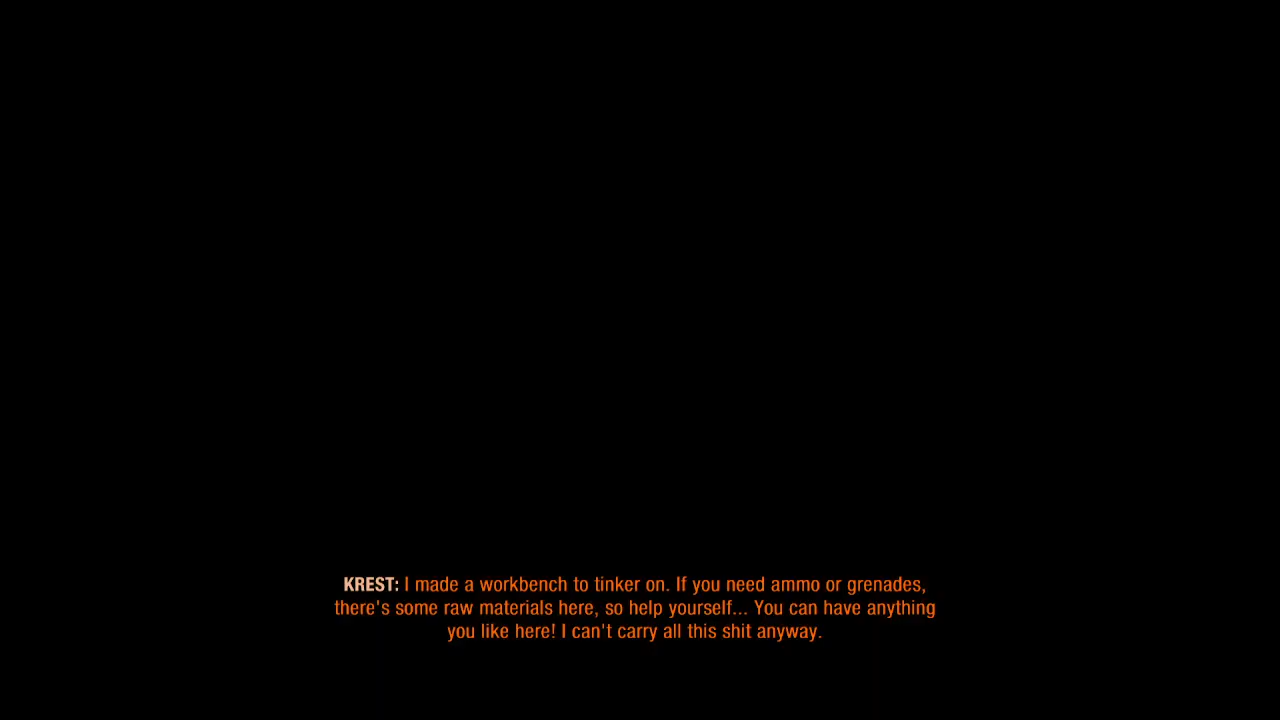 KREST: I made a workbench to tinker on. If you need ammo or grenades,
there's some raw materials here, so help yourself... You can have anything
you like here! I can't carry all this shit anyway.